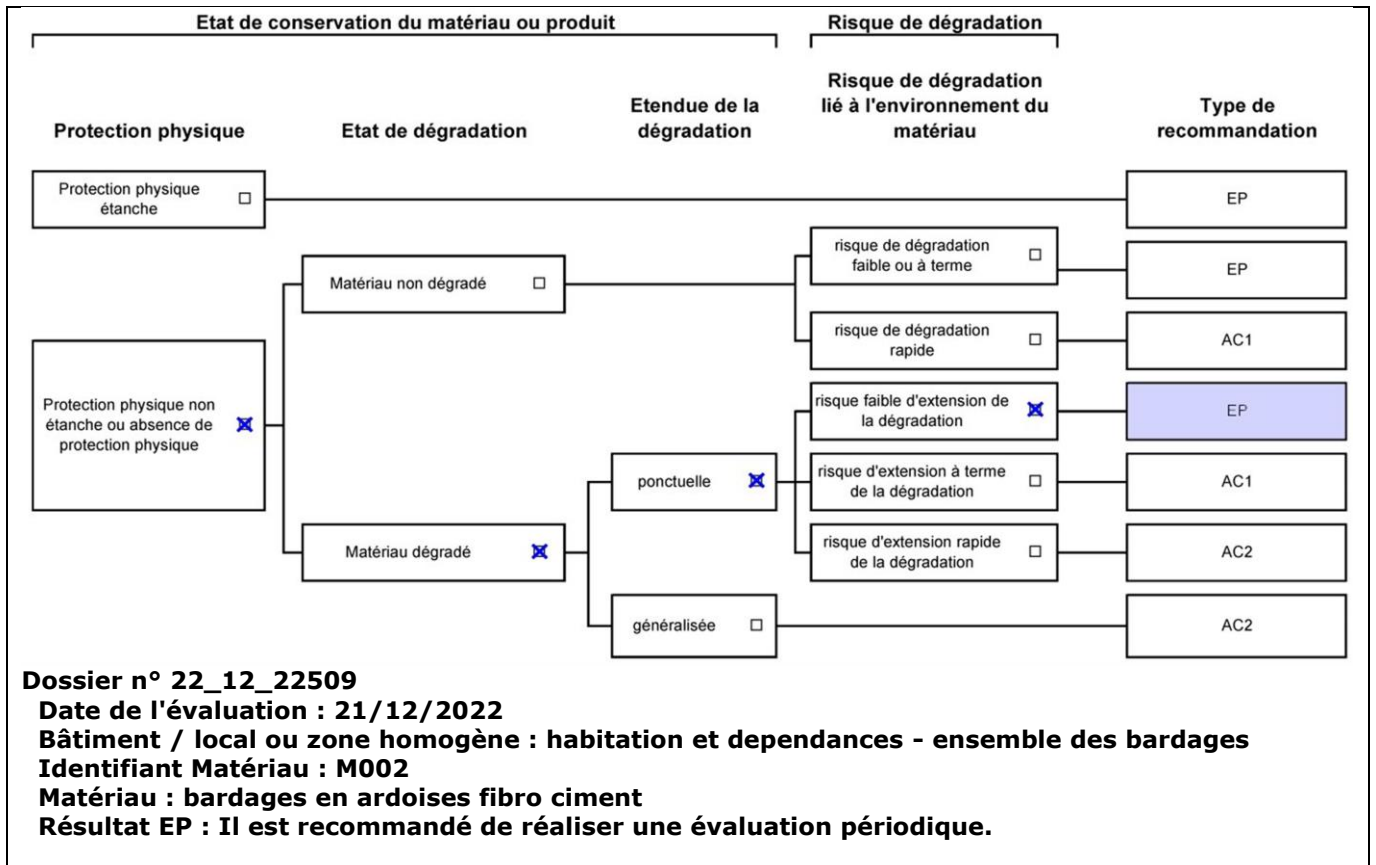 Etat de conservation du matériau ou produit
Risque de dégradation
Protection physique
Etat de dégradation
Etendue de la
dégradation
Risque de dégradation
lié à l'environnement du
matériau
Type de
recommandation
Protection physique
étanche
EP
risque de dégradation
faible ou à terme
EP
Matériau non dégradé
risque de dégradation
rapide
AC1
Protection physique non
étanche ou absence de
protection physique
risque faible d'extension de
la dégradation
EP
ponctuelle
risque d'extension à terme
de la dégradation
AC1
Matériau dégradé
risque d'extension rapide
de la dégradation
AC2
généralisée
AC2
Dossier n° 22_12_22509
Date de l'évaluation : 21/12/2022
Bâtiment / local ou zone homogène : habitation et dependances - ensemble des bardages
Identifiant Matériau : M002
Matériau : bardages en ardoises fibro ciment
Résultat EP : Il est recommandé de réaliser une évaluation périodique.